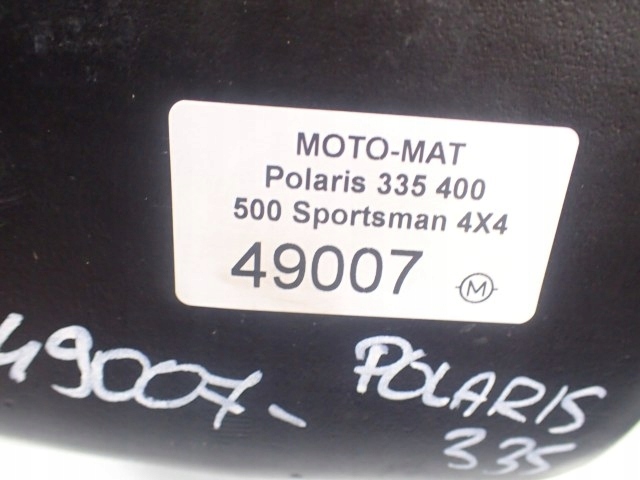 MOTO-MAT
Polaris 335 400
500 Sportsman 4X4
49007 M
49007-
POLARIS
335